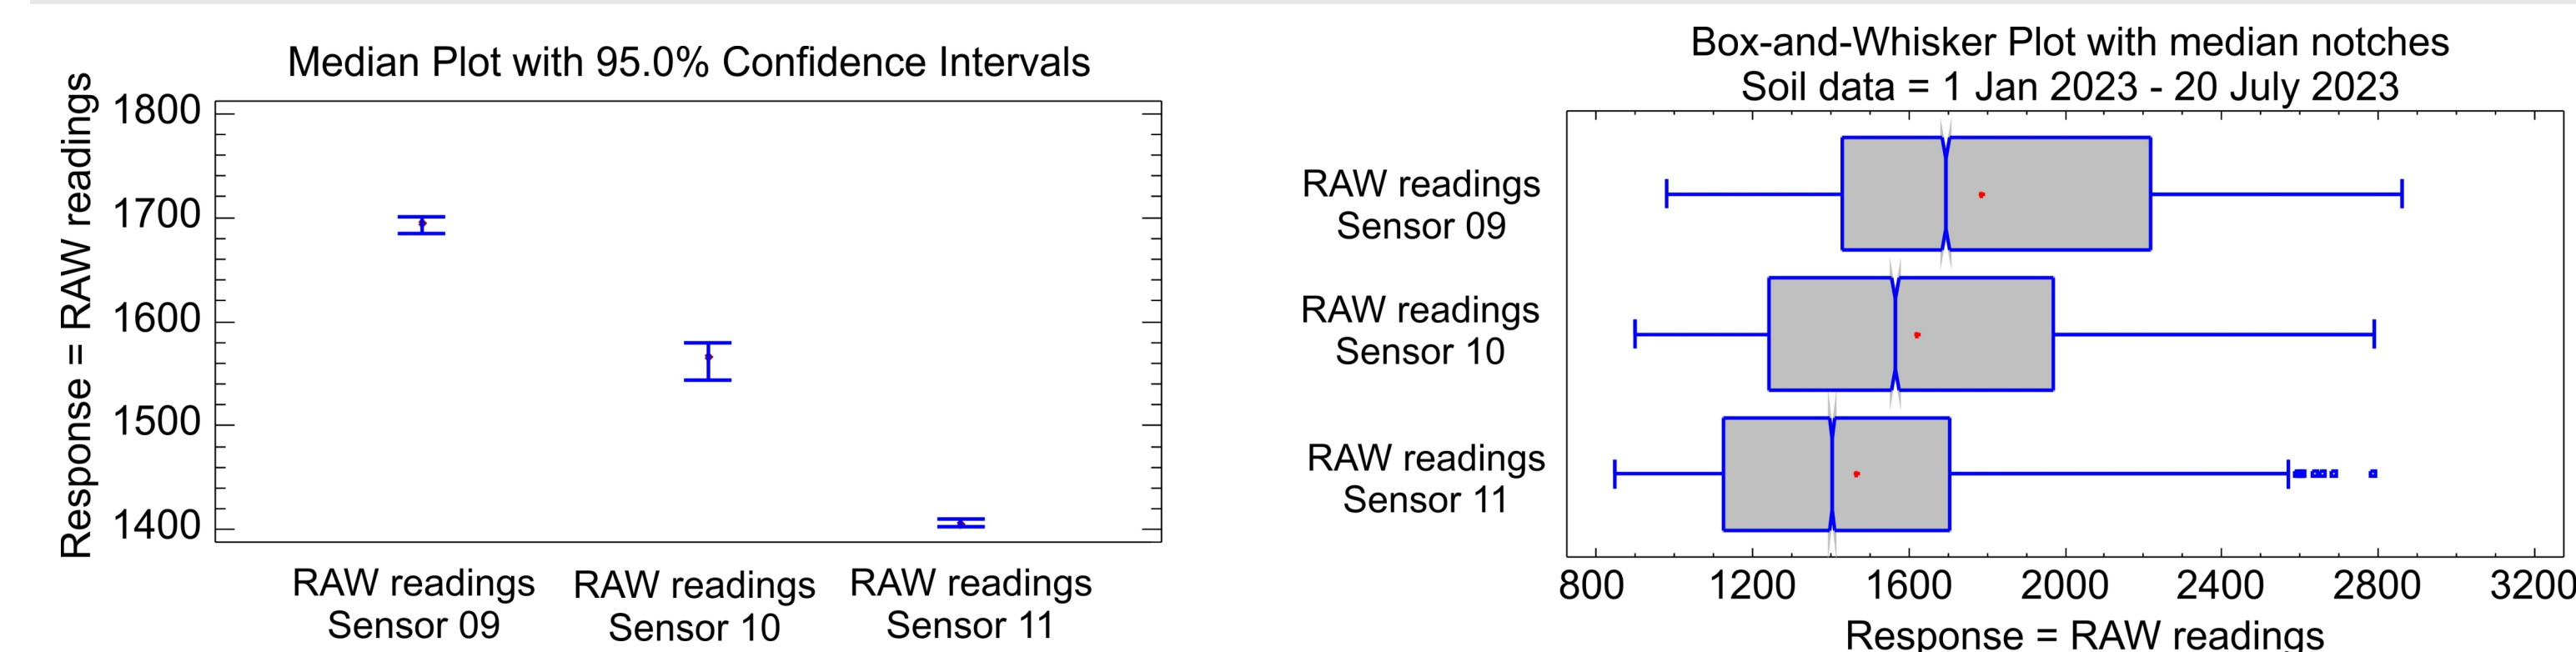 Median Plot with 95.0% Confidence Intervals
Response = RAW readings
1800
1700
1600
1500
1400
RAW readings
Sensor 09
RAW readings
Sensor 10
RAW readings
Sensor 11
Box-and-Whisker Plot with median notches
Soil data = 1 Jan 2023 - 20 July 2023
RAW readings
Sensor 09
RAW readings
Sensor 10
RAW readings
Sensor 11
800 1200 1600 2000 2400 2800 3200
Response = RAW readings